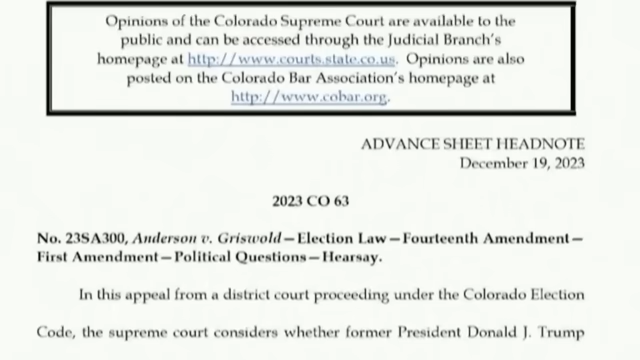 Opinions of the Colorado Supreme Court are available to the
public and can be accessed through the Judicial Branch's
homepage at http://www.courts.state.co.us. Opinions are also
posted on the Colorado Bar Association's homepage at
http://www.cobar.org.
ADVANCE SHEET HEADNOTE
December 19, 2023
2023 CO 63
No. 23SA300, Anderson v. Griswold—Election Law—Fourteenth Amendment—
First Amendment—Political Questions—Hearsay.
In this appeal from a district court proceeding under the Colorado Election
Code, the supreme court considers whether former President Donald J. Trump